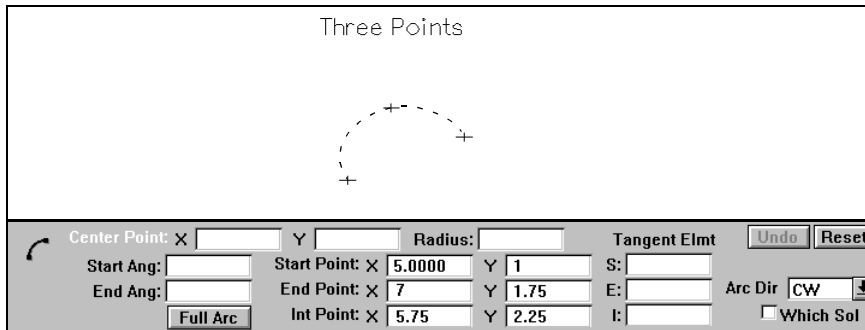 Three Points
Center Point: X Y Radius: Tangent Elmt Undo Reset
Start Ang: Start Point: X 5.0000 Y 1 S:
End Ang: End Point: X 7 Y 1.75 E: Arc Dir CW
Full Arc Int Point: X 5.75 Y 2.25 I: Which Sol